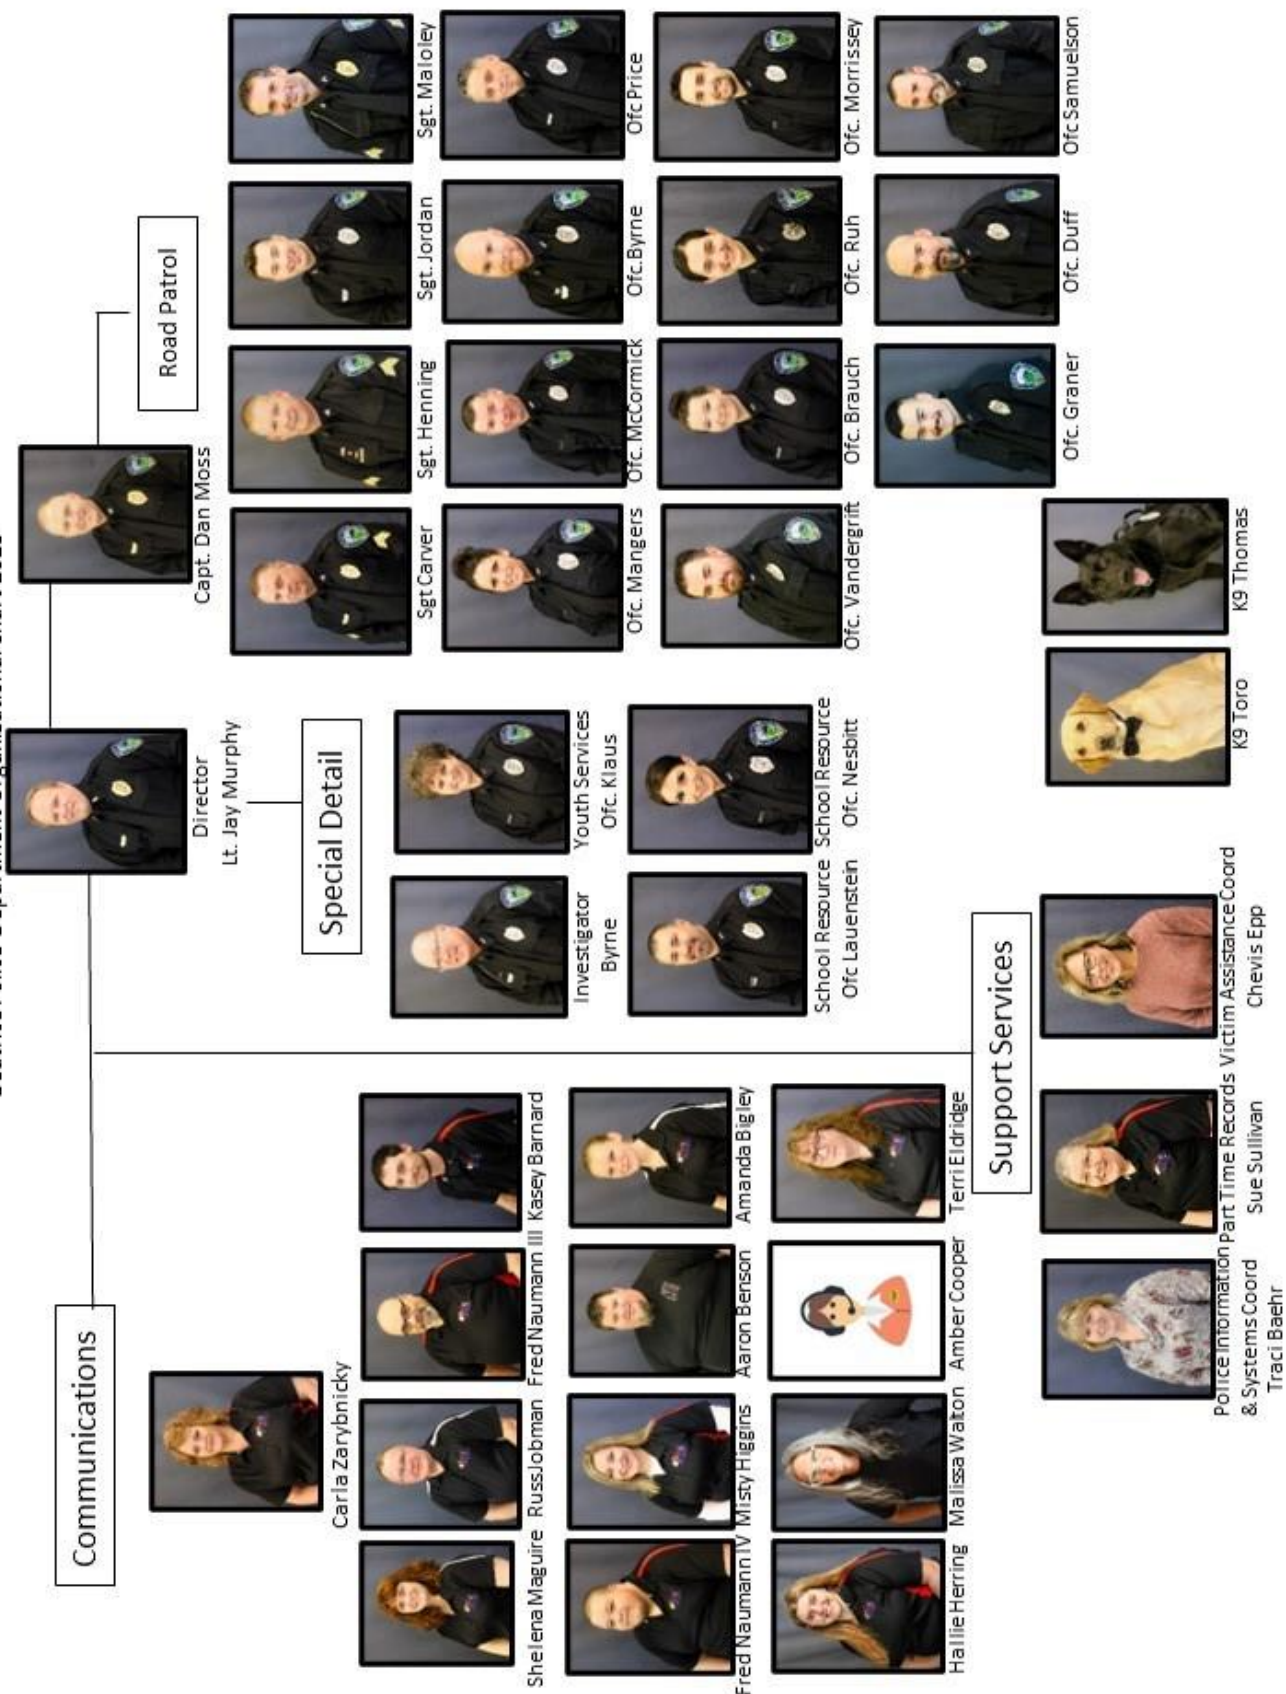 Director
Lt. Jay Murphy
Capt. Dan Moss
Communications
Carla Zarybnicky
Shelena Maguire
Russ Jobman
Fred Naumann III
Kasey Barnard
Fred Naumann IV
Misty Higgins
Aaron Benson
Amanda Bigley
Hallie Herring
Malissa Waton
Amber Cooper
Terri Eldridge
Special Detail
Investigator
Byrne
Youth Services
Ofc. Klaus
School Resource
Ofc Lauenstein
School Resource
Ofc. Nesbitt
Road Patrol
Sgt Carver
Sgt. Henning
Sgt. Jordan
Sgt. Maloley
Ofc. Mangers
Ofc. McCormick
Ofc. Byrne
Ofc Price
Ofc. Vandergrift
Ofc. Brauch
Ofc. Ruh
Ofc. Morrissey
Ofc. Graner
Ofc. Duff
Ofc Samuelson
Support Services
Police Information
& Systems Coord
Traci Baehr
Part Time Records
Sue Sullivan
Victim Assistance Coord
Chevis Epp
K9 Toro
K9 Thomas